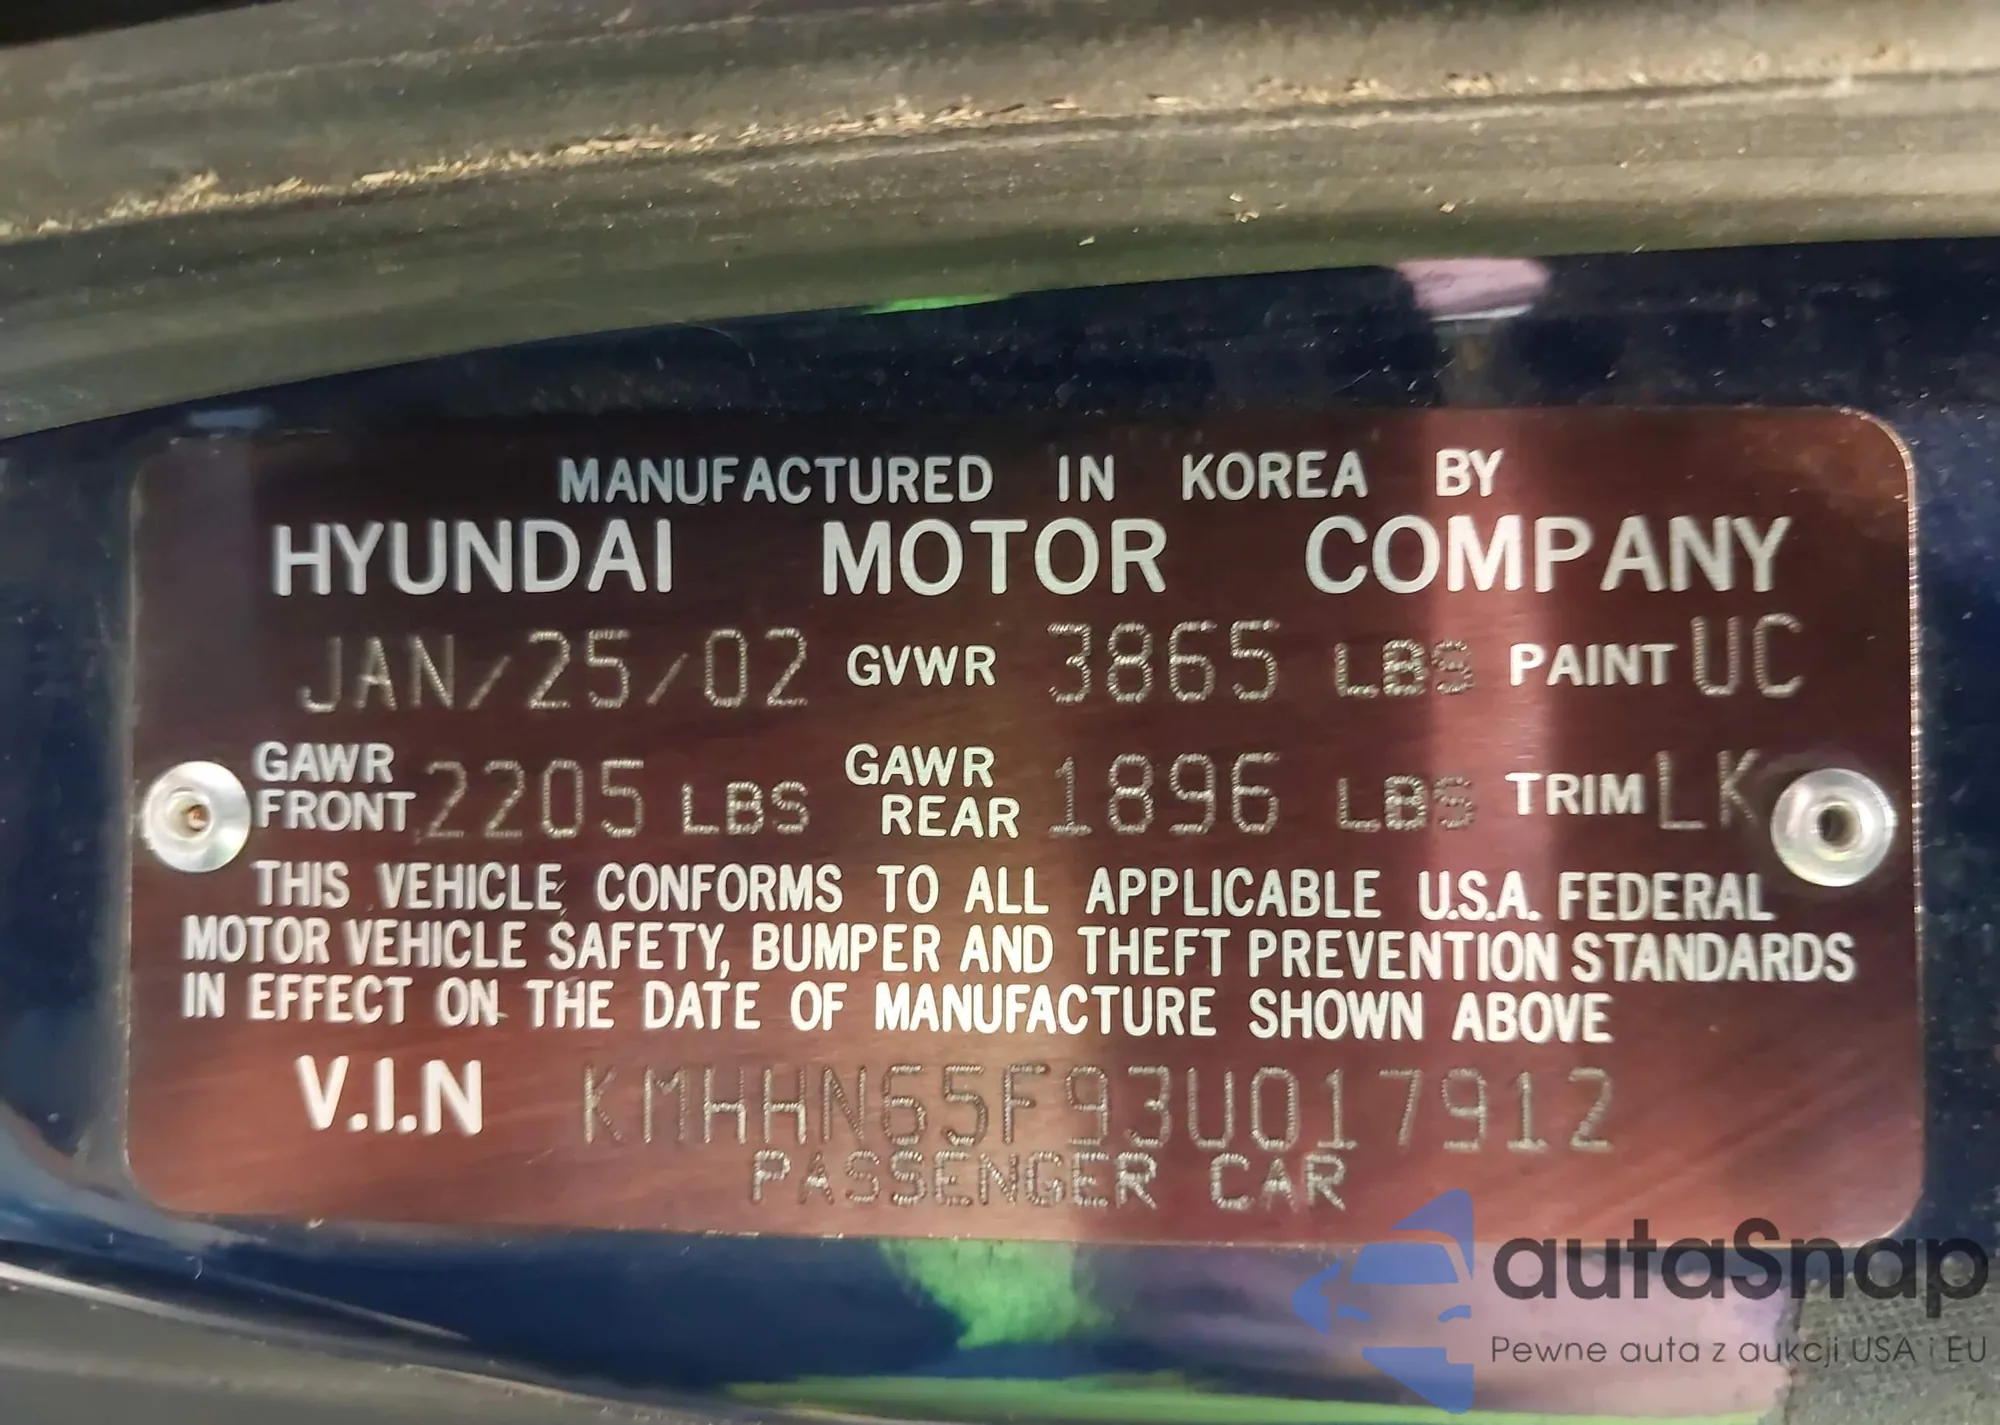 MANUFACTURED IN KOREA BY
HYUNDAI MOTOR COMPANY
JAN/25/02 GVWR 3865 LBS PAINT UC
GAWR FRONT 2205 LBS GAWR REAR 1896 LBS TRIM LK
THIS VEHICLE CONFORMS TO ALL APPLICABLE U.S.A. FEDERAL
MOTOR VEHICLE SAFETY, BUMPER AND THEFT PREVENTION STANDARDS
IN EFFECT ON THE DATE OF MANUFACTURE SHOWN ABOVE
V.I.N KMHHN65F93U017912
PASSENGER CAR
autaSnap
Pewne auta z aukcji USA i EU